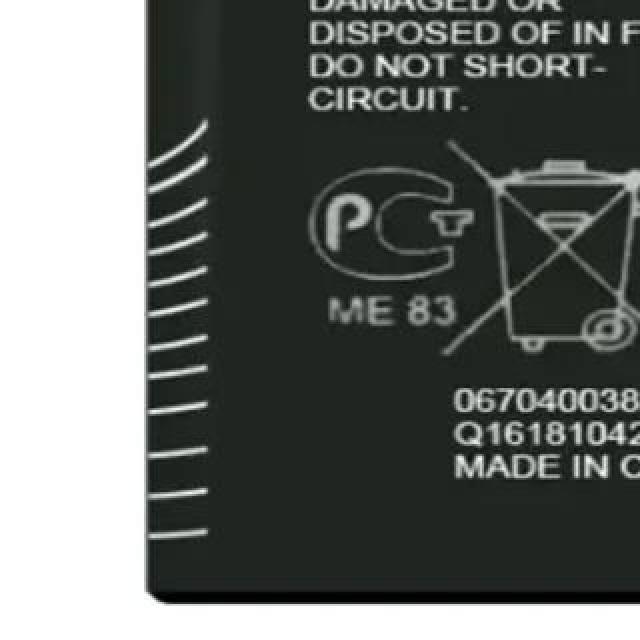 DAMAGED OR
DISPOSED OF IN F
DO NOT SHORT-
CIRCUIT.
PCT
ME 83
067040038
Q16181042
MADE IN C